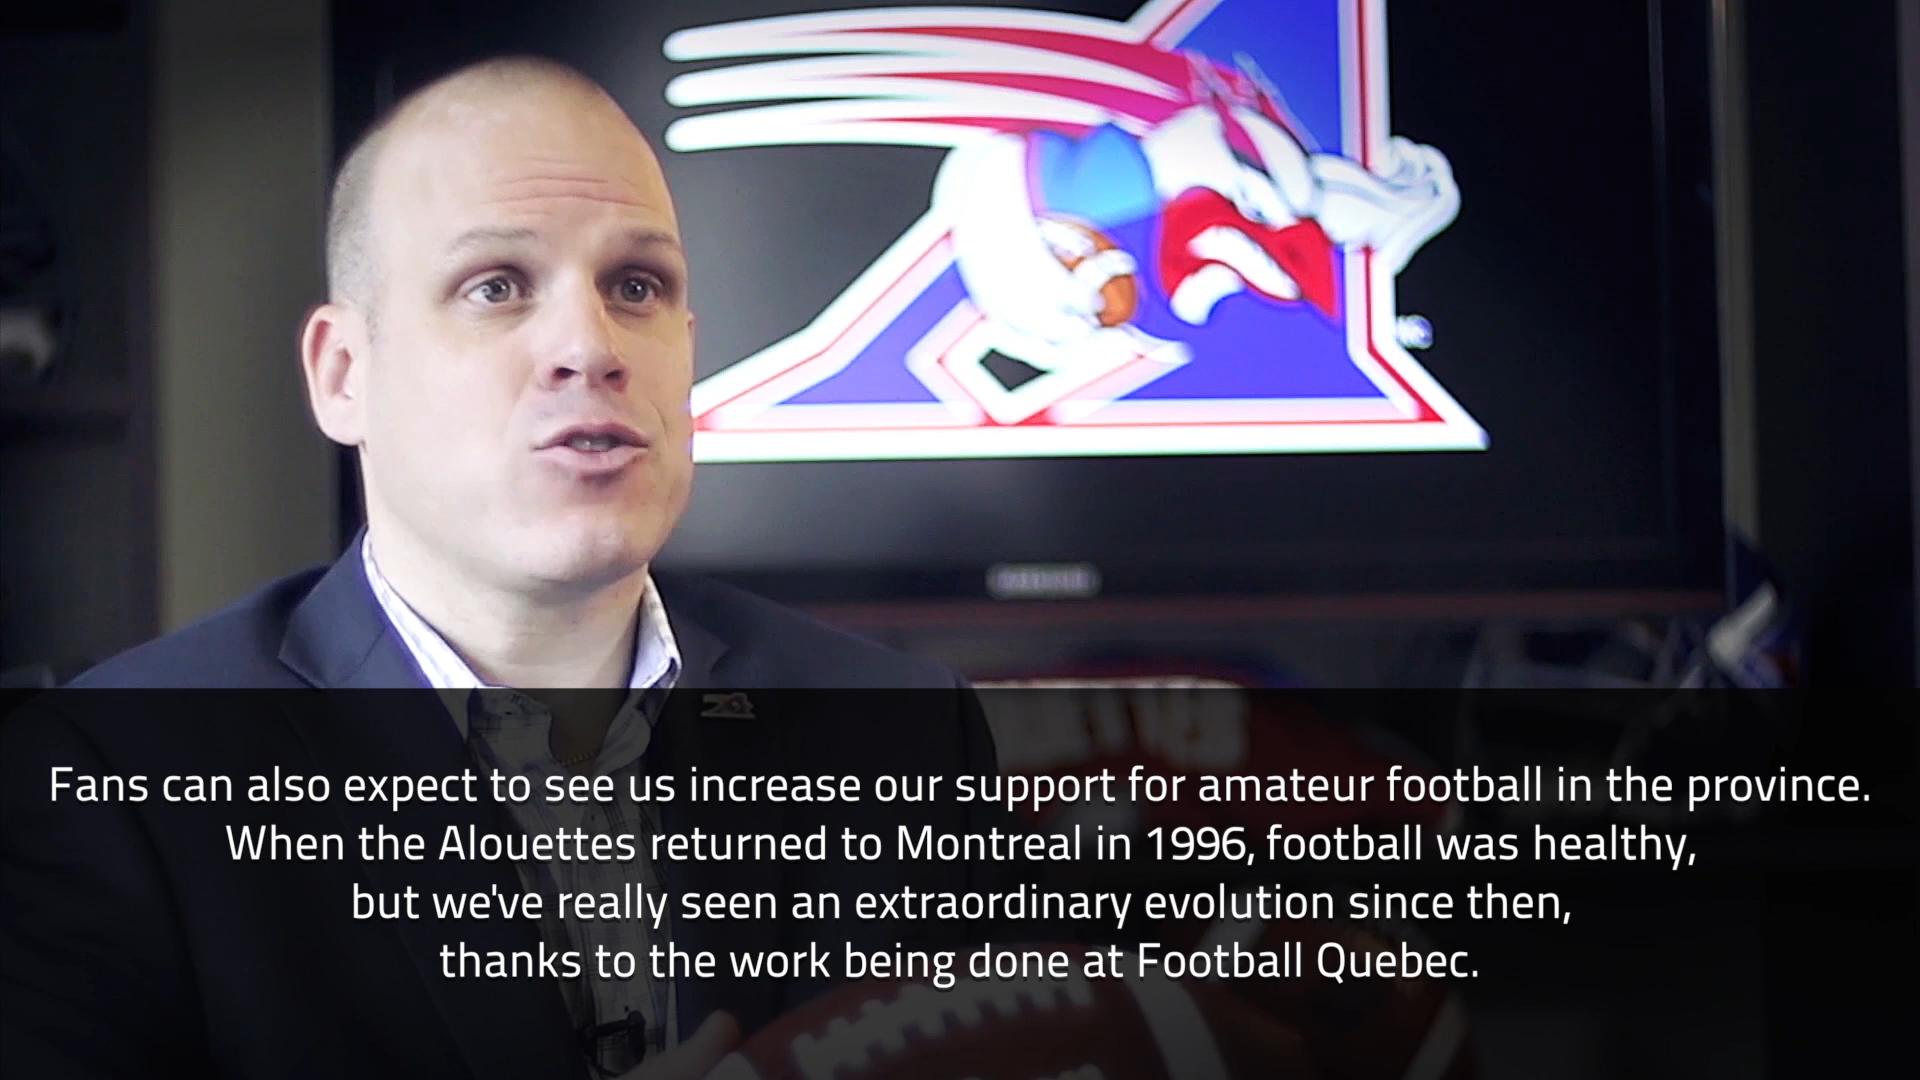 Fans can also expect to see us increase our support for amateur football in the province.
When the Alouettes returned to Montreal in 1996, football was healthy,
but we've really seen an extraordinary evolution since then,
thanks to the work being done at Football Quebec.